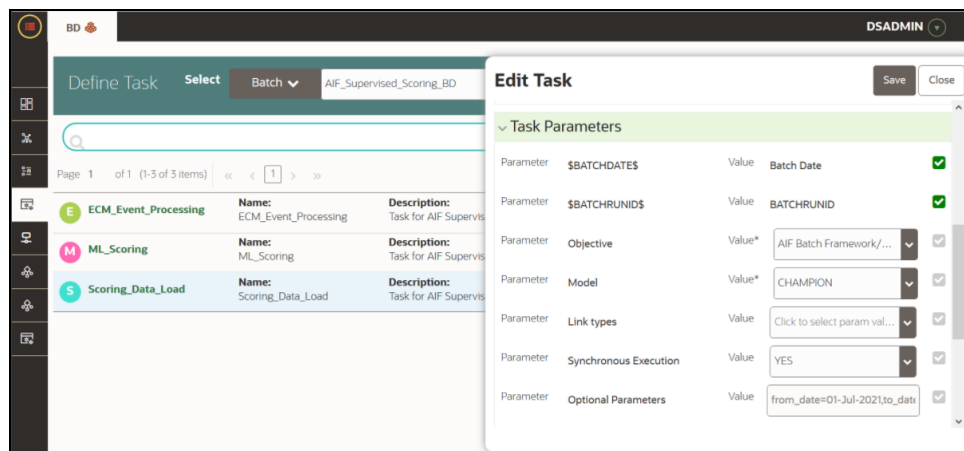 BD
DSADMIN
Define Task Select Batch AIF_Supervised_Scoring_BD
Page 1 of 1 (1-3 of 3 items) « < 1 > »
E ECM_Event_Processing Name: ECM_Event_Processing Description: Task for AIF Supervis
M ML_Scoring Name: ML_Scoring Description: Task for AIF Supervis
S Scoring_Data_Load Name: Scoring_Data_Load Description: Task for AIF Supervis
Edit Task Save Close
Task Parameters
Parameter $BATCHDATE$ Value Batch Date
Parameter $BATCHRUNID$ Value BATCHRUNID
Parameter Objective Value* AIF Batch Framework/...
Parameter Model Value* CHAMPION
Parameter Link types Value Click to select param val...
Parameter Synchronous Execution Value YES
Parameter Optional Parameters Value from_date=01-Jul-2021,to_date